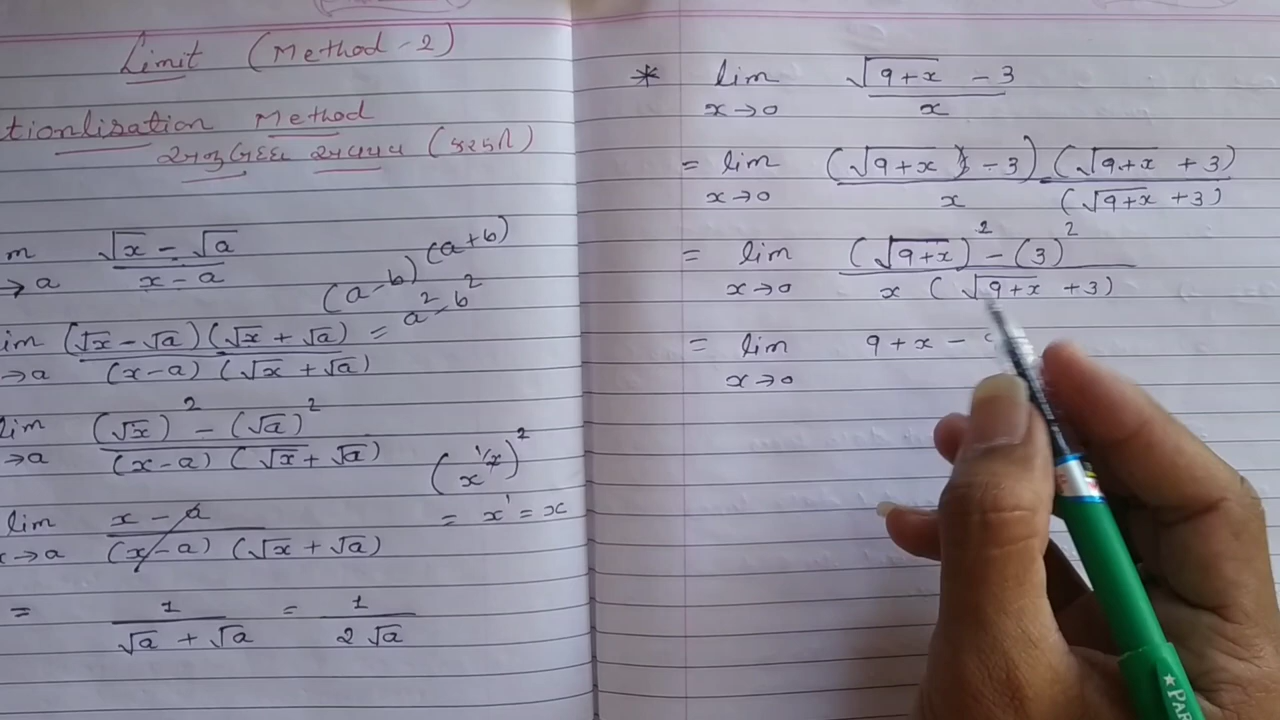 Limit (Method - 2)
tionlisation Method
(કરણી)
m √x - √a
→ a x - a
(a-b) (a+b)
= a² - b²
lim (√x - √a) (√x + √a)
→ a (x - a) (√x + √a)
lim (√x)² - (√a)²
→ a (x - a) (√x + √a)
(x^1/2)²
= x¹ = x
lim x - a
x → a (x - a) (√x + √a)
= 1 = 1
√a + √a 2 √a
* lim √9+x - 3
x → 0 x
= lim (√9+x - 3) (√9+x + 3)
x → 0 x (√9+x + 3)
= lim (√9+x)² - (3)²
x → 0 x (√9+x + 3)
= lim 9 + x -
x → 0